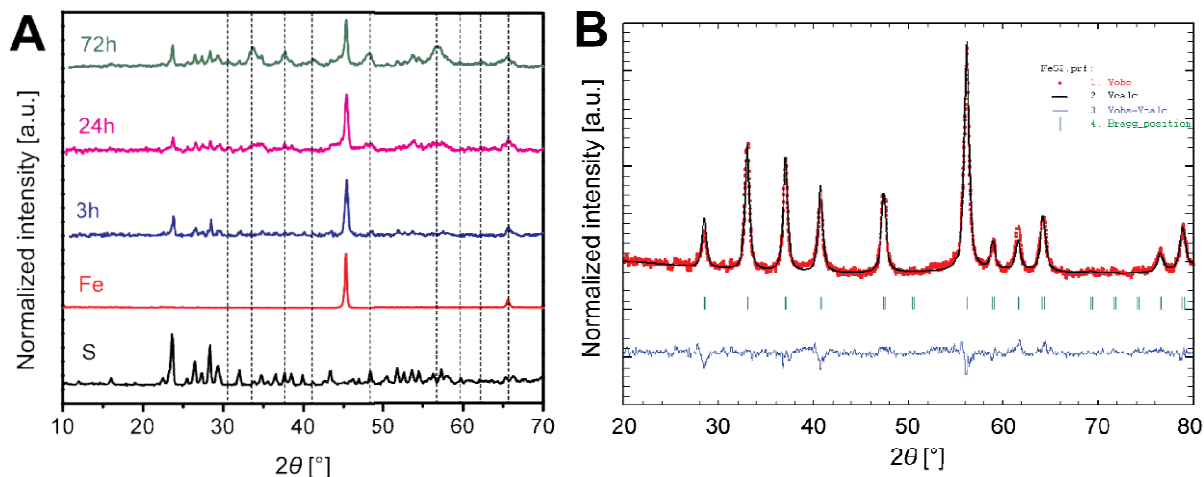 A
72h
24h
3h
Fe
S
Normalized intensity [a.u.]
10 20 30 40 50 60 70
2θ [°]
B
FeS2.prf:
1. Yobs
2. Ycalc
3. Yobs-Ycalc
4. Bragg_position
Normalized intensity [a.u.]
20 30 40 50 60 70 80
2θ [°]